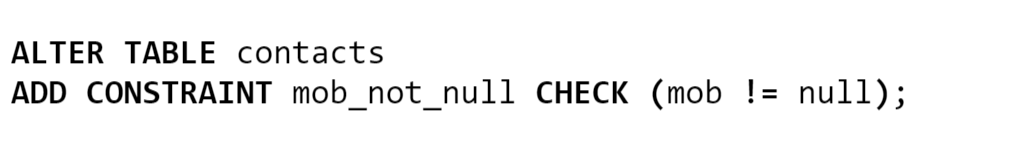 ALTER TABLE contacts
ADD CONSTRAINT mob_not_null CHECK (mob != null);